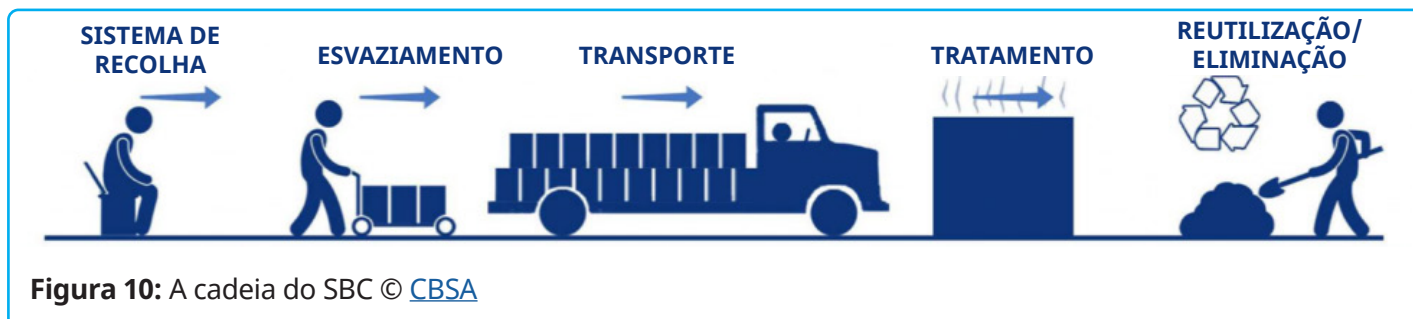 SISTEMA DE
RECOLHA
ESVAZIAMENTO
TRANSPORTE
TRATAMENTO
REUTILIZAÇÃO/
ELIMINAÇÃO
Figura 10: A cadeia do SBC © CBSA